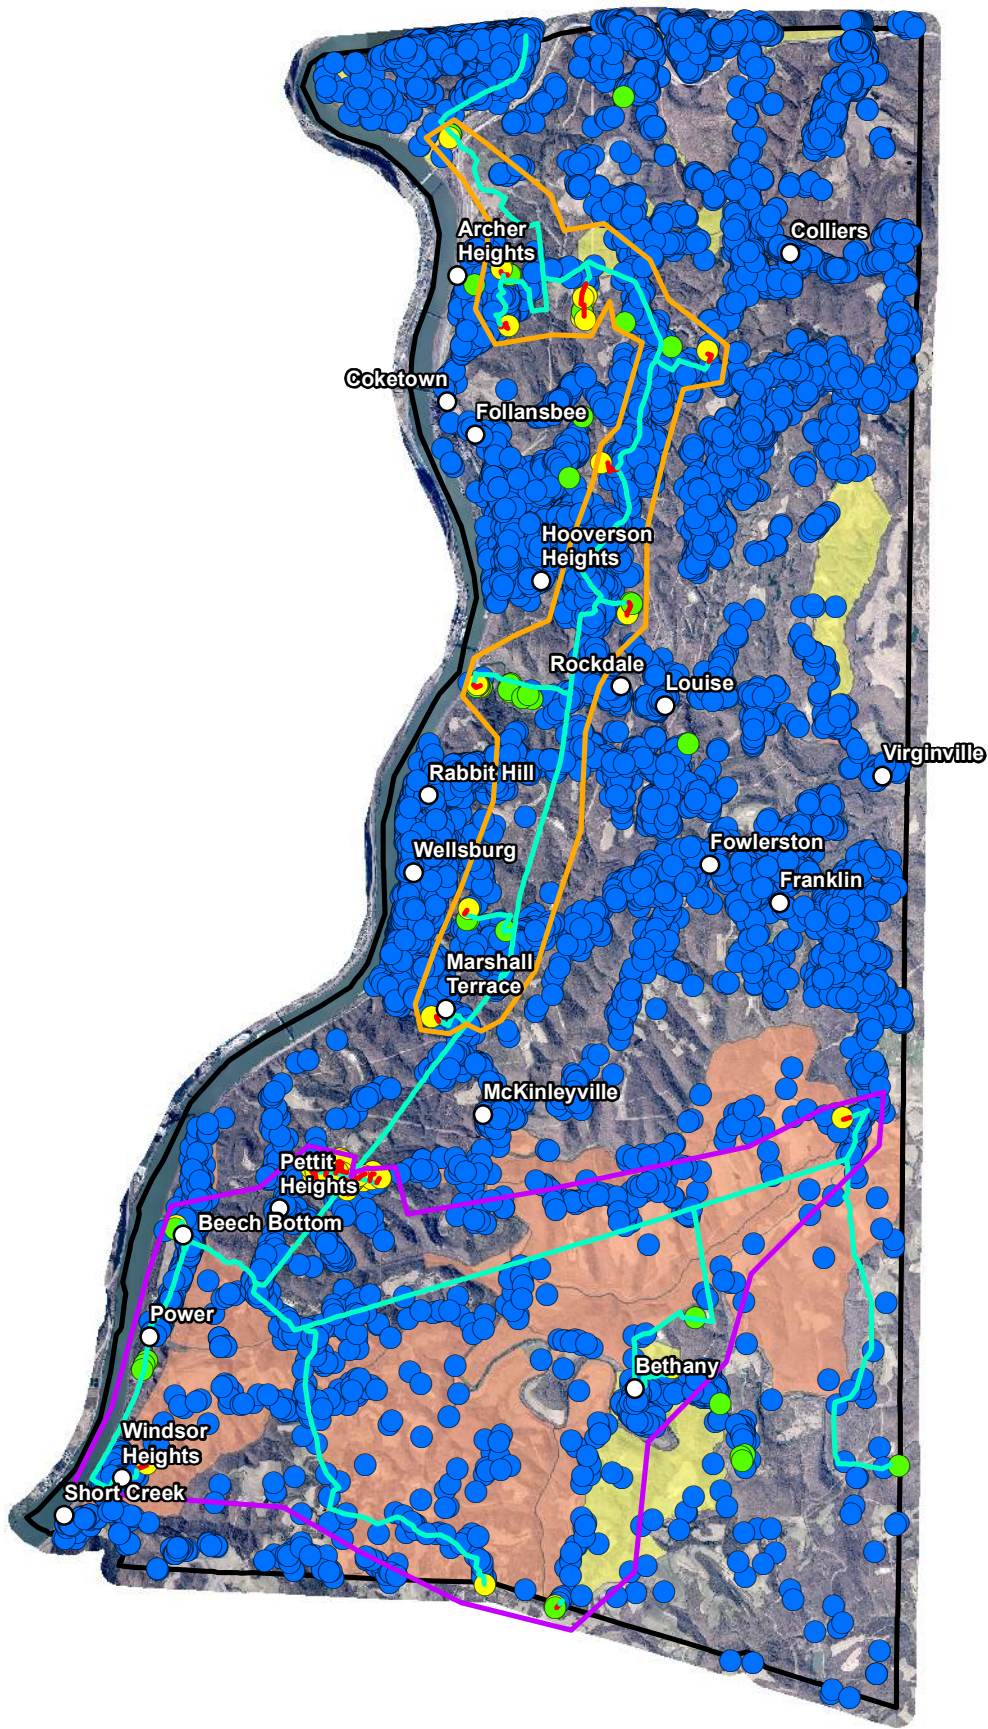 Archer
Heights
Colliers
Coketown
Follansbee
Hooverson
Heights
Rockdale
Louise
Virginville
Rabbit Hill
Fowlerston
Wellsburg
Franklin
Marshall
Terrace
McKinleyville
Pettit
Heights
Beech Bottom
Power
Bethany
Windsor
Heights
Short Creek